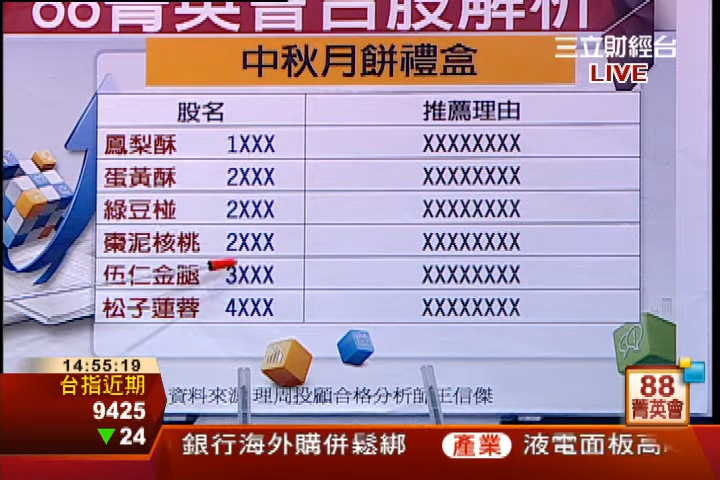 88菁英會台股解析
三立財經台
LIVE
中秋月餅禮盒
股名 推薦理由
鳳梨酥 1XXX XXXXXXXX
蛋黃酥 2XXX XXXXXXXX
綠豆椪 2XXX XXXXXXXX
棗泥核桃 2XXX XXXXXXXX
伍仁金腿 3XXX XXXXXXXX
松子蓮蓉 4XXX XXXXXXXX
14:55:19
台指近期
9425
▼24
資料來源 理周投顧合格分析師 王信傑
88
菁英會
銀行海外購併鬆綁 產業 液電面板高